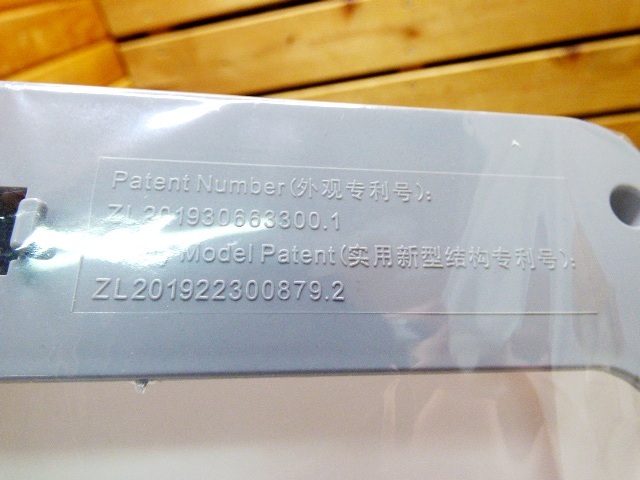 Patent Number(外观专利号):
ZL201930663300.1
Model Patent(实用新型结构专利号):
ZL201922300879.2